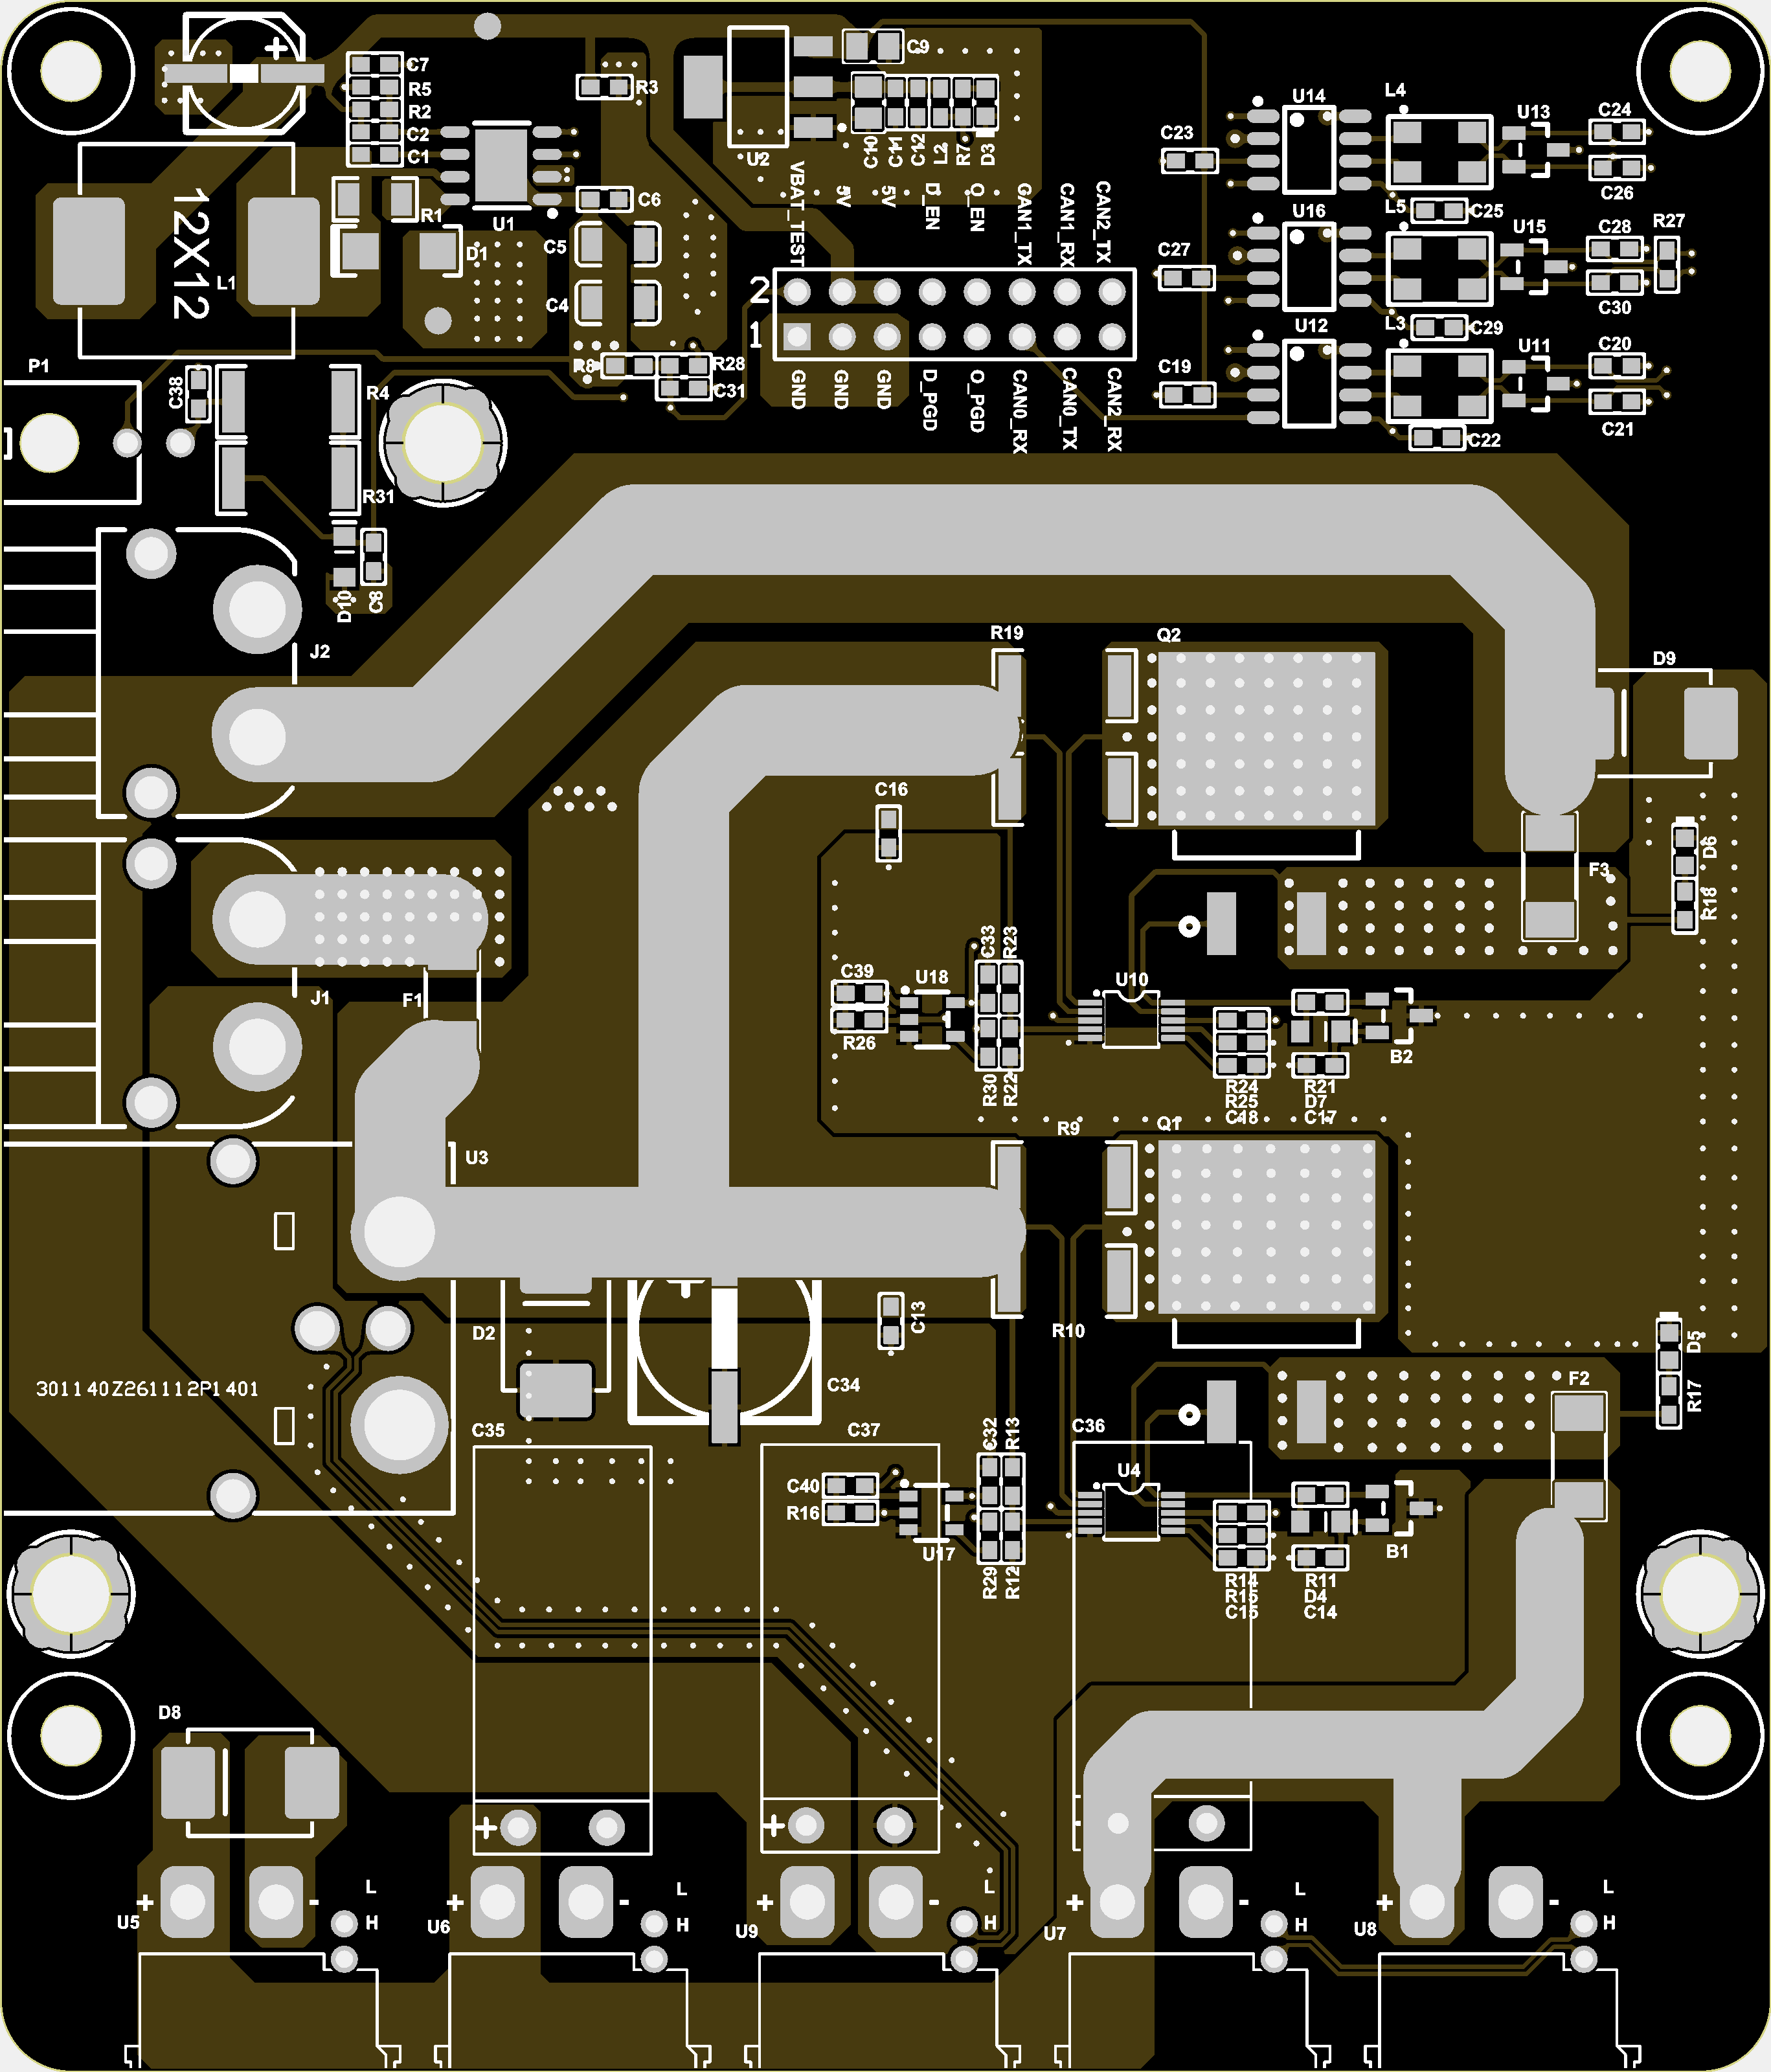 C7
R5
R2
C2
C1
R3
C9
U2
C10
C11
C12
L2
R7
D3
U14
L4
U13
C24
C23
C26
12X12
L1
R1
U1
C6
D1
C5
C4
VBAT_TEST
5V
5V
D_EN
O_EN
CAN1_TX
CAN1_RX
CAN2_TX
L5
C25
U16
U15
C28
R27
C27
C30
2
1
U12
L3
C29
U11
C20
P1
C38
R4
R8
R28
C31
GND
GND
GND
D_PGD
O_PGD
CAN0_RX
CAN0_TX
CAN2_RX
C19
C21
C22
R31
D10
C8
J2
R19
Q2
D9
C16
D6
F3
R18
J1
F1
C39
U18
C33
R23
U10
R26
B2
R30
R22
R24
R25
C18
R21
D7
C17
R9
Q1
U3
D2
C13
R10
D5
301140Z261112P1401
C34
F2
R17
C35
C37
C32
R13
C36
C40
R16
U17
U4
B1
R29
R12
R14
R15
C15
R11
D4
C14
D8
+
+
+ U5 - L
H
+ U6 - L
H
+ U9 - L
H
+ U7 - L
H
+ U8 - L
H